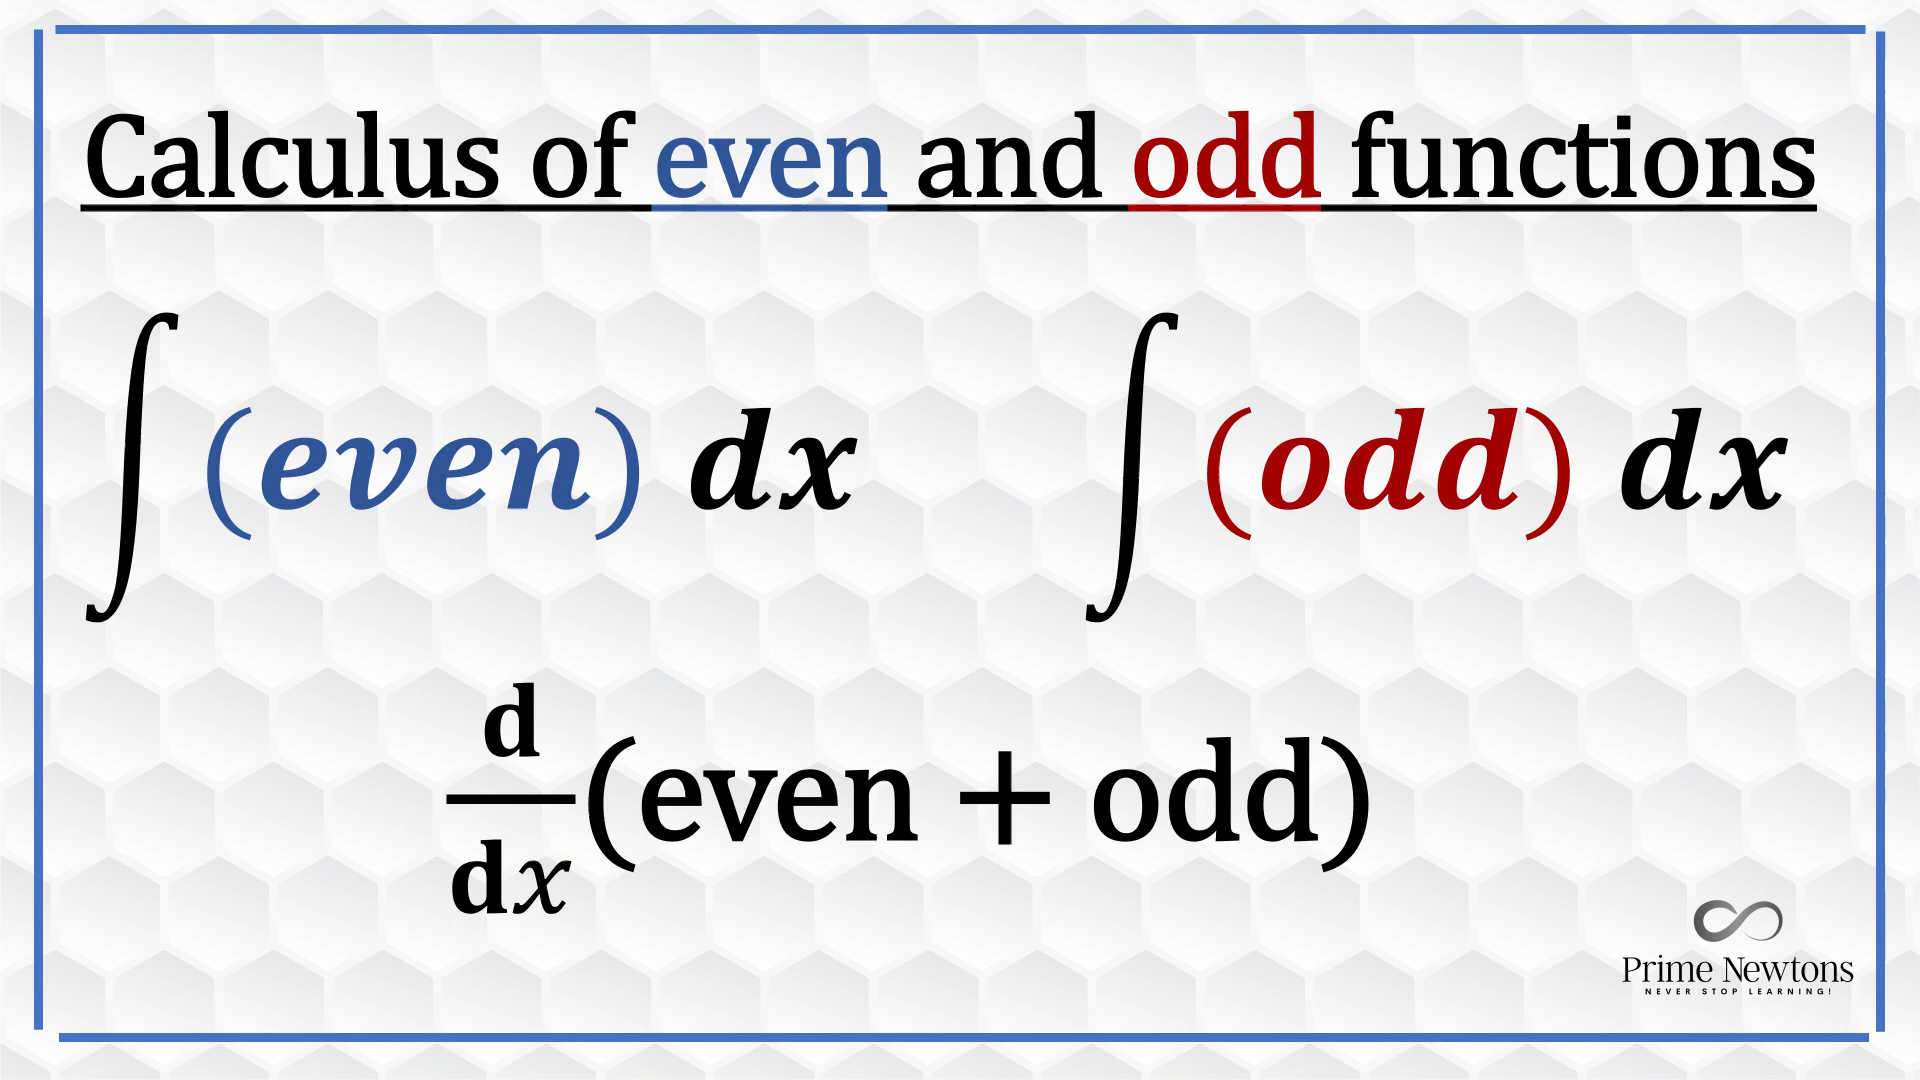 Calculus of even and odd functions
∫(even) dx ∫(odd) dx
d/dx(even + odd)
Prime Newtons
NEVER STOP LEARNING!